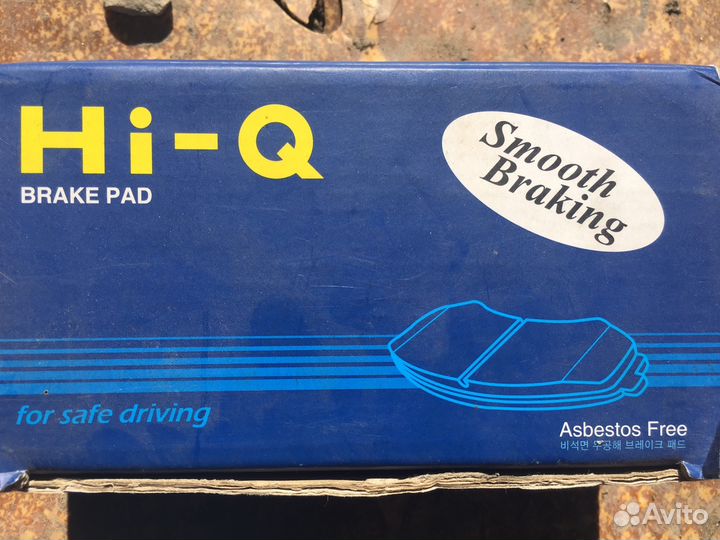 Hi-Q
BRAKE PAD
Smooth
Braking
for safe driving
Asbestos Free
비석면 무공해 브레이크 패드
Avito